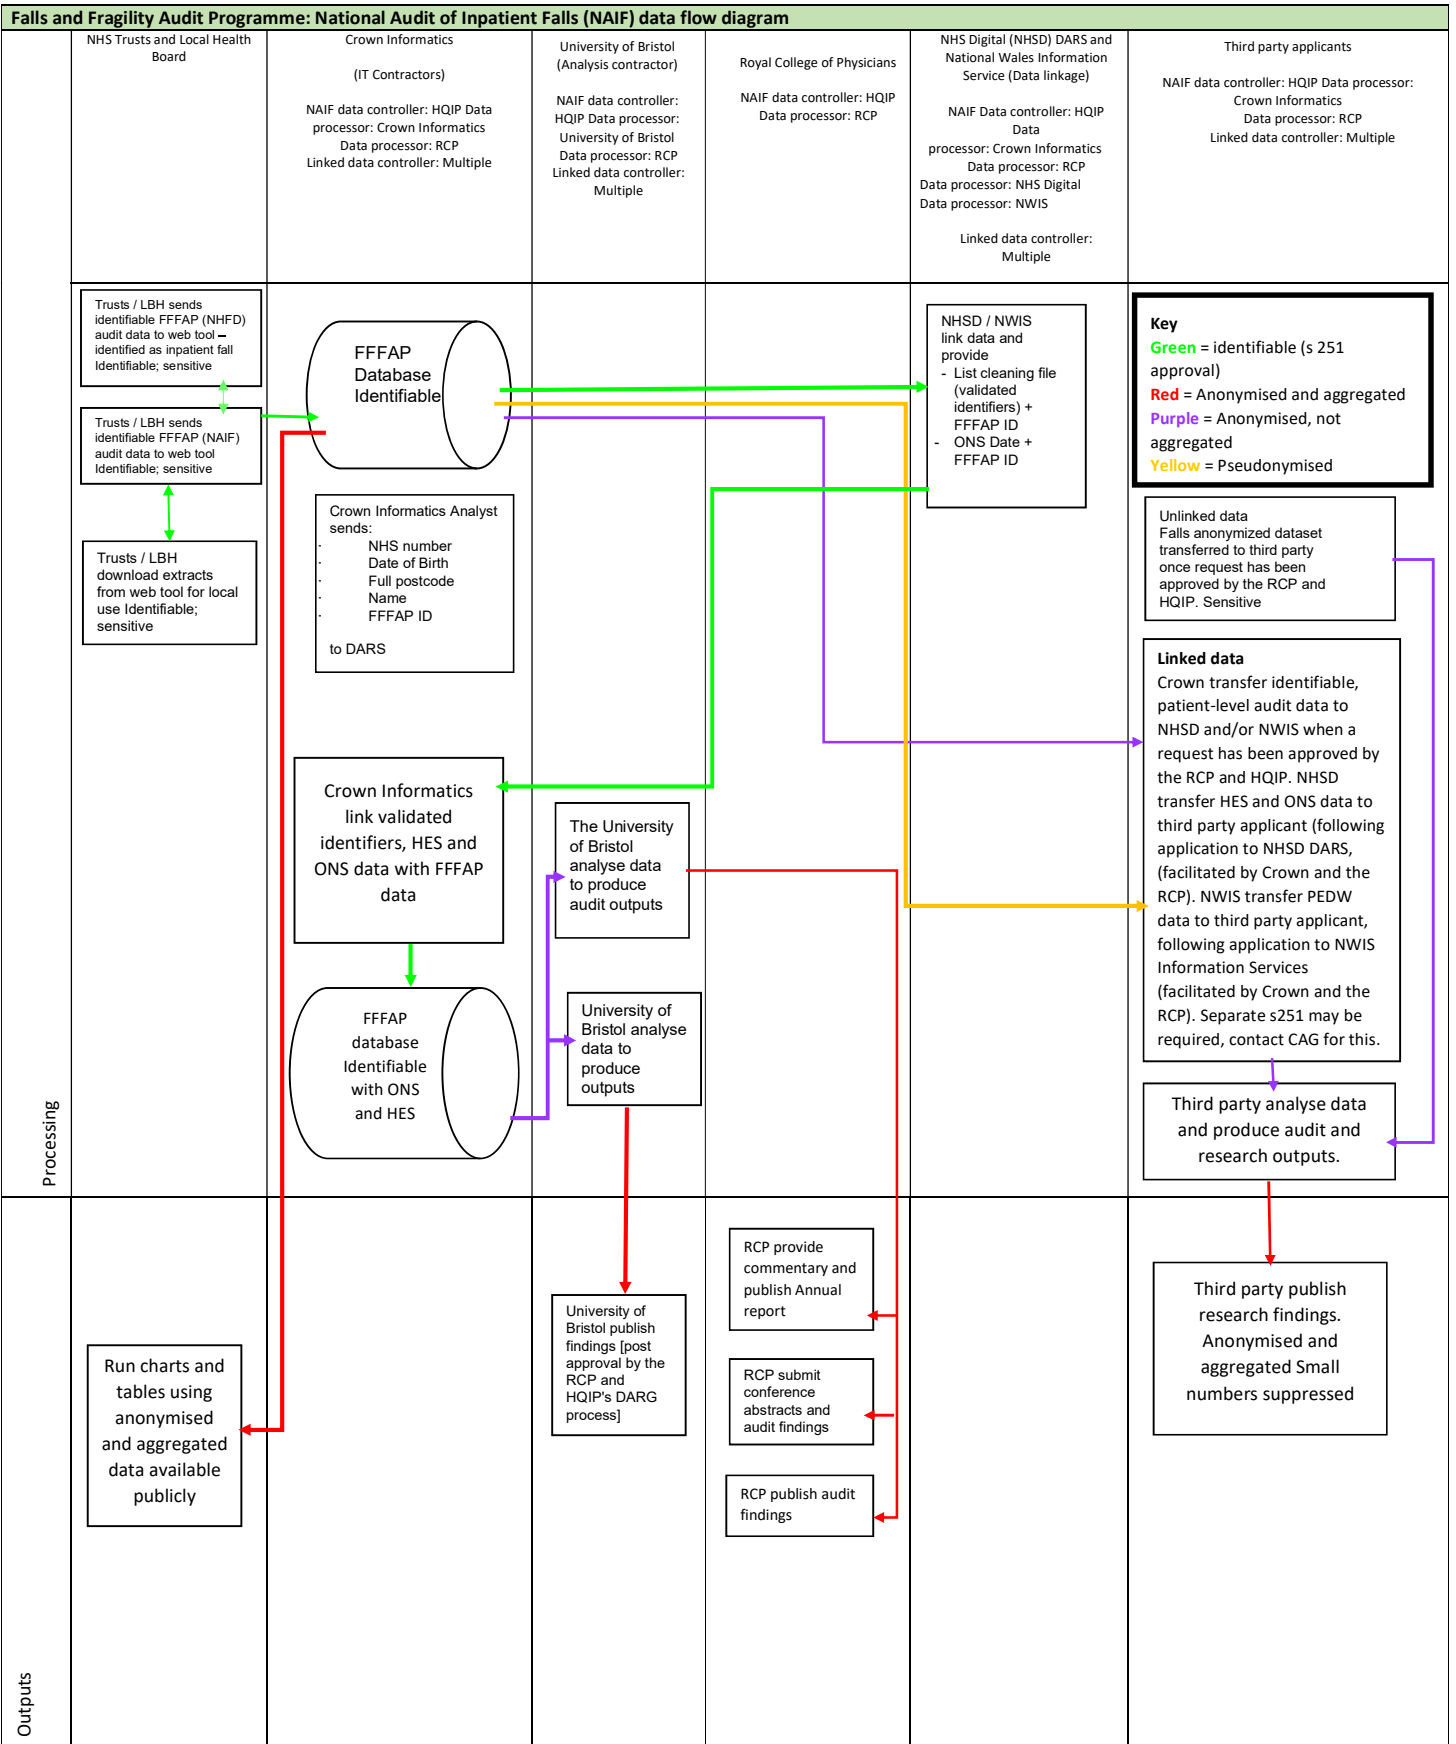 Falls and Fragility Audit Programme: National Audit of Inpatient Falls (NAIF) data flow diagram
NHS Trusts and Local Health
Board
Crown Informatics
(IT Contractors)
NAIF data controller: HQIP Data
processor: Crown Informatics
Data processor: RCP
Linked data controller: Multiple
University of Bristol
(Analysis contractor)
NAIF data controller:
HQIP Data processor:
University of Bristol
Data processor: RCP
Linked data controller:
Multiple
Royal College of Physicians
NAIF data controller: HQIP
Data processor: RCP
NHS Digital (NHSD) DARS and
National Wales Information
Service (Data linkage)
NAIF Data controller: HQIP
Data
processor: Crown Informatics
Data processor: RCP
Data processor: NHS Digital
Data processor: NWIS
Linked data controller:
Multiple
Third party applicants
NAIF data controller: HQIP Data processor:
Crown Informatics
Data processor: RCP
Linked data controller: Multiple
Processing
Trusts / LBH sends
identifiable FFFAP (NHFD)
audit data to web tool –
identified as inpatient fall
Identifiable; sensitive
Trusts / LBH sends
identifiable FFFAP (NAIF)
audit data to web tool
Identifiable; sensitive
Trusts / LBH
download extracts
from web tool for local
use Identifiable;
sensitive
FFFAP
Database
Identifiable
Crown Informatics Analyst
sends:
· NHS number
· Date of Birth
· Full postcode
· Name
· FFFAP ID
to DARS
Crown Informatics
link validated
identifiers, HES and
ONS data with FFFAP
data
FFFAP
database
Identifiable
with ONS
and HES
The University
of Bristol
analyse data
to produce
audit outputs
University of
Bristol analyse
data to
produce
outputs
NHSD / NWIS
link data and
provide
- List cleaning file
(validated
identifiers) +
FFFAP ID
- ONS Date +
FFFAP ID
Key
Green = identifiable (s 251
approval)
Red = Anonymised and aggregated
Purple = Anonymised, not
aggregated
Yellow = Pseudonymised
Unlinked data
Falls anonymized dataset
transferred to third party
once request has been
approved by the RCP and
HQIP. Sensitive
Linked data
Crown transfer identifiable,
patient-level audit data to
NHSD and/or NWIS when a
request has been approved by
the RCP and HQIP. NHSD
transfer HES and ONS data to
third party applicant (following
application to NHSD DARS,
(facilitated by Crown and the
RCP). NWIS transfer PEDW
data to third party applicant,
following application to NWIS
Information Services
(facilitated by Crown and the
RCP). Separate s251 may be
required, contact CAG for this.
Third party analyse data
and produce audit and
research outputs.
Outputs
Run charts and
tables using
anonymised
and aggregated
data available
publicly
University of
Bristol publish
findings [post
approval by the
RCP and
HQIP's DARG
process]
RCP provide
commentary and
publish Annual
report
RCP submit
conference
abstracts and
audit findings
RCP publish audit
findings
Third party publish
research findings.
Anonymised and
aggregated Small
numbers suppressed